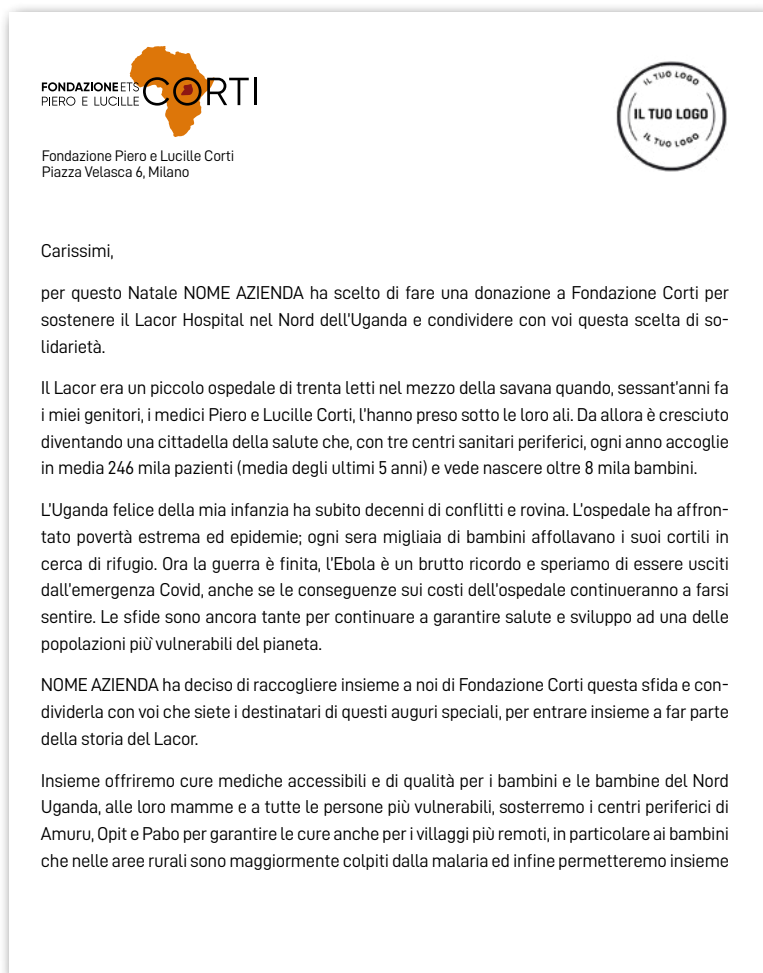 FONDAZIONE ETS
PIERO E LUCILLE
CORTI
Fondazione Piero e Lucille Corti
Piazza Velasca 6, Milano
IL TUO LOGO
IL TUO LOGO
IL TUO LOGO
Carissimi,
per questo Natale NOME AZIENDA ha scelto di fare una donazione a Fondazione Corti per
sostenere il Lacor Hospital nel Nord dell'Uganda e condividere con voi questa scelta di so-
lidarietà.
Il Lacor era un piccolo ospedale di trenta letti nel mezzo della savana quando, sessant'anni fa
i miei genitori, i medici Piero e Lucille Corti, l'hanno preso sotto le loro ali. Da allora è cresciuto
diventando una cittadella della salute che, con tre centri sanitari periferici, ogni anno accoglie
in media 246 mila pazienti (media degli ultimi 5 anni) e vede nascere oltre 8 mila bambini.
L'Uganda felice della mia infanzia ha subito decenni di conflitti e rovina. L'ospedale ha affron-
tato povertà estrema ed epidemie; ogni sera migliaia di bambini affollavano i suoi cortili in
cerca di rifugio. Ora la guerra è finita, l'Ebola è un brutto ricordo e speriamo di essere usciti
dall'emergenza Covid, anche se le conseguenze sui costi dell'ospedale continueranno a farsi
sentire. Le sfide sono ancora tante per continuare a garantire salute e sviluppo ad una delle
popolazioni più vulnerabili del pianeta.
NOME AZIENDA ha deciso di raccogliere insieme a noi di Fondazione Corti questa sfida e con-
dividerla con voi che siete i destinatari di questi auguri speciali, per entrare insieme a far parte
della storia del Lacor.
Insieme offriremo cure mediche accessibili e di qualità per i bambini e le bambine del Nord
Uganda, alle loro mamme e a tutte le persone più vulnerabili, sosterremo i centri periferici di
Amuru, Opit e Pabo per garantire le cure anche per i villaggi più remoti, in particolare ai bambini
che nelle aree rurali sono maggiormente colpiti dalla malaria ed infine permetteremo insieme